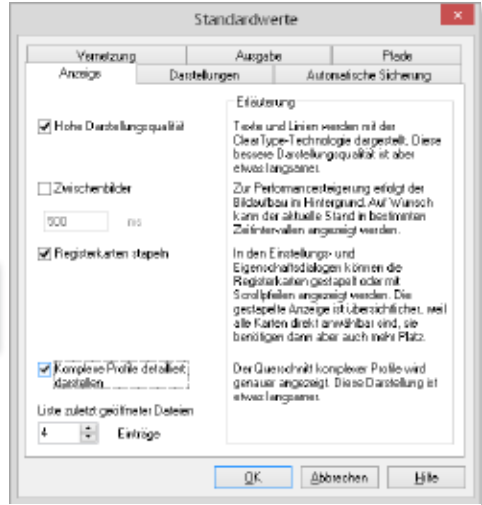 Standardwerte
Vernetzung Ausgabe Pfade
Anzeige Darstellungen Automatische Sicherung
Erläuterung
Hohe Darstellungsqualität
Texte und Linien werden mit der
ClearType-Technologie dargestellt. Diese
bessere Darstellungsqualität ist aber
etwas langsamer.
Zwischenbilder
500 ms
Zur Performancesteigerung erfolgt der
Bildaufbau in Hintergrund. Auf Wunsch
kann der aktuelle Stand in bestimmten
Zeitintervallen angezeigt werden.
Registerkarten stapeln
In den Einstellungs- und
Eigenschaftsdialogen können die
Registerkarten gestapelt oder mit
Scrollpfeilen angezeigt werden. Die
gestapelte Anzeige ist übersichtlicher, weil
alle Karten direkt anwählbar sind, sie
benötigen dann aber auch mehr Platz.
Komplexe Profile detailliert
darstellen
Der Querschnitt komplexer Profile wird
genauer angezeigt. Diese Darstellung ist
etwas langsamer.
Liste zuletzt geöffneter Dateien
4 Einträge
OK Abbrechen Hilfe